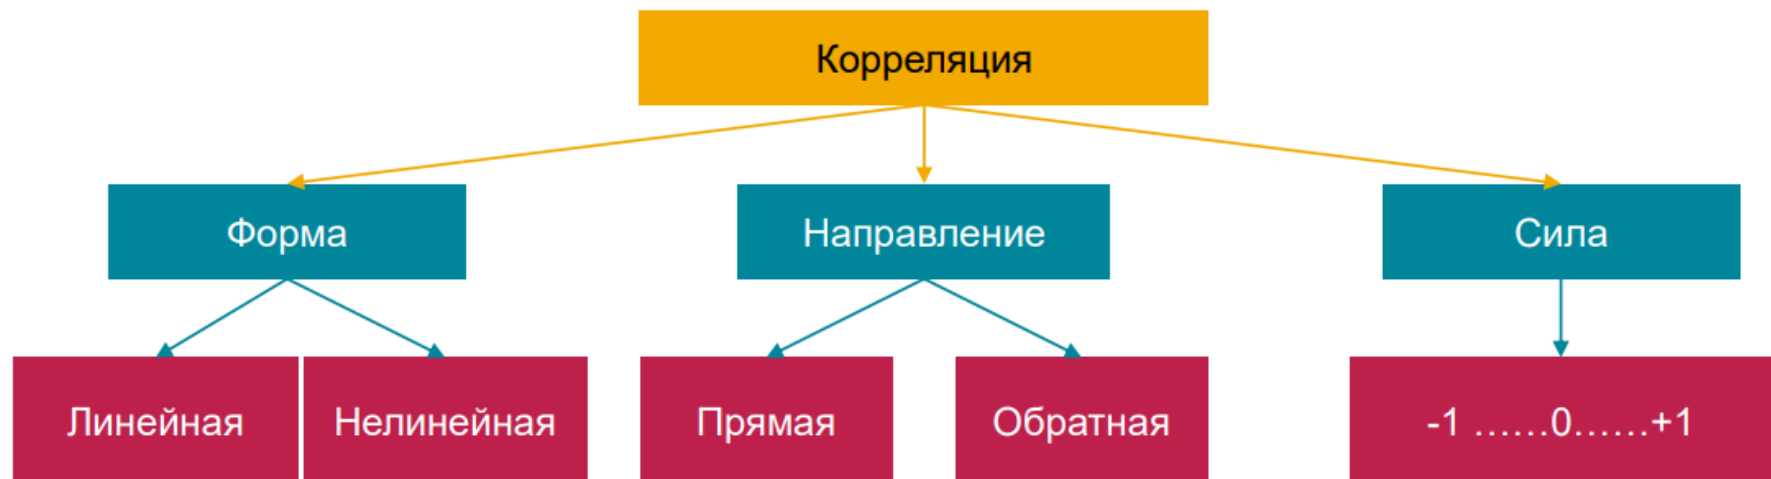 Корреляция
Форма
Направление
Сила
Линейная
Нелинейная
Прямая
Обратная
-1 ……0……+1